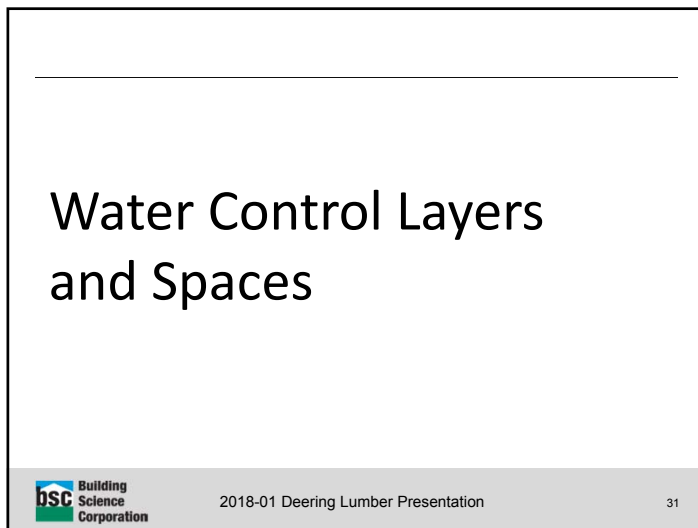 Water Control Layers
and Spaces
bsc Building
Science
Corporation
2018-01 Deering Lumber Presentation
31